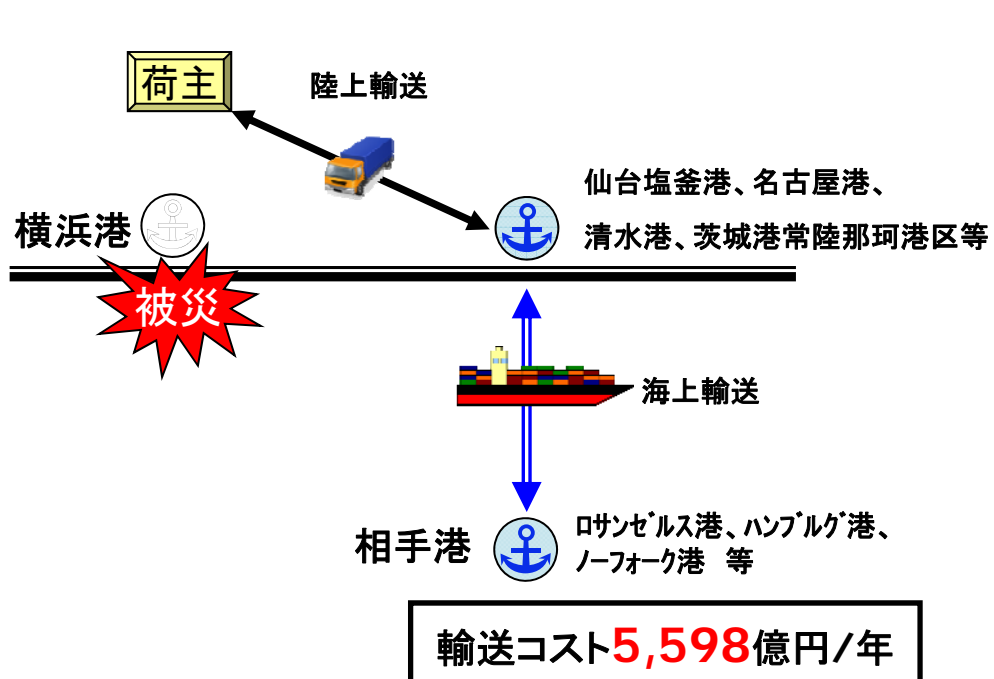 荷主
陸上輸送
仙台塩釜港、名古屋港、
清水港、茨城港常陸那珂港区等
横浜港
被災
海上輸送
相手港
ﾛｻﾝｾﾞﾙｽ港、ﾊﾝﾌﾞﾙｸﾞ港、
ﾉｰﾌｫｰｸ港 等
輸送コスト5,598億円/年